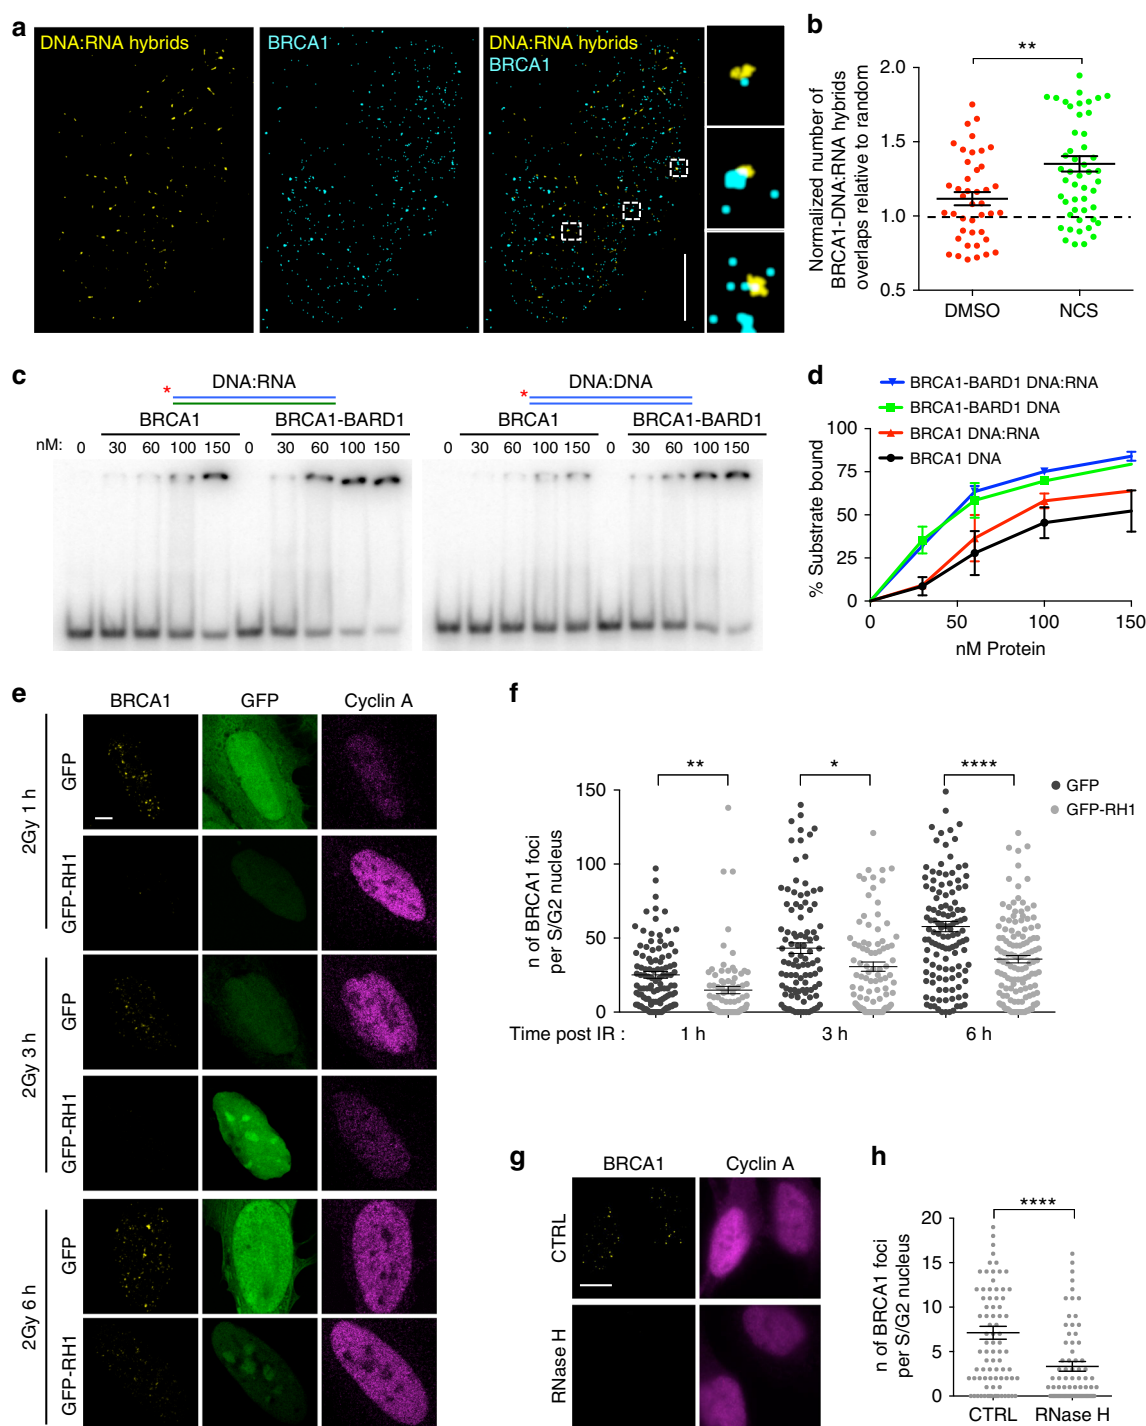 a
DNA:RNA hybrids
BRCA1
DNA:RNA hybrids
BRCA1
b
**
Normalized number of
BRCA1-DNA:RNA hybrids
overlaps relative to random
2.0
1.5
1.0
0.5
DMSO
NCS
c
DNA:RNA
*
BRCA1
BRCA1-BARD1
nM:
0 30 60 100 150 0 30 60 100 150
DNA:DNA
*
BRCA1
BRCA1-BARD1
0 30 60 100 150 0 30 60 100 150
d
BRCA1-BARD1 DNA:RNA
BRCA1-BARD1 DNA
BRCA1 DNA:RNA
BRCA1 DNA
% Substrate bound
100
75
50
25
0
0 50 100 150
nM Protein
e
BRCA1
GFP
Cyclin A
2Gy 1 h
GFP
GFP-RH1
2Gy 3 h
GFP
GFP-RH1
2Gy 6 h
GFP
GFP-RH1
f
n of BRCA1 foci
per S/G2 nucleus
150
100
50
0
**
*
****
GFP
GFP-RH1
Time post IR :
1 h
3 h
6 h
g
BRCA1
Cyclin A
CTRL
RNase H
h
n of BRCA1 foci
per S/G2 nucleus
****
20
15
10
5
0
CTRL
RNase H